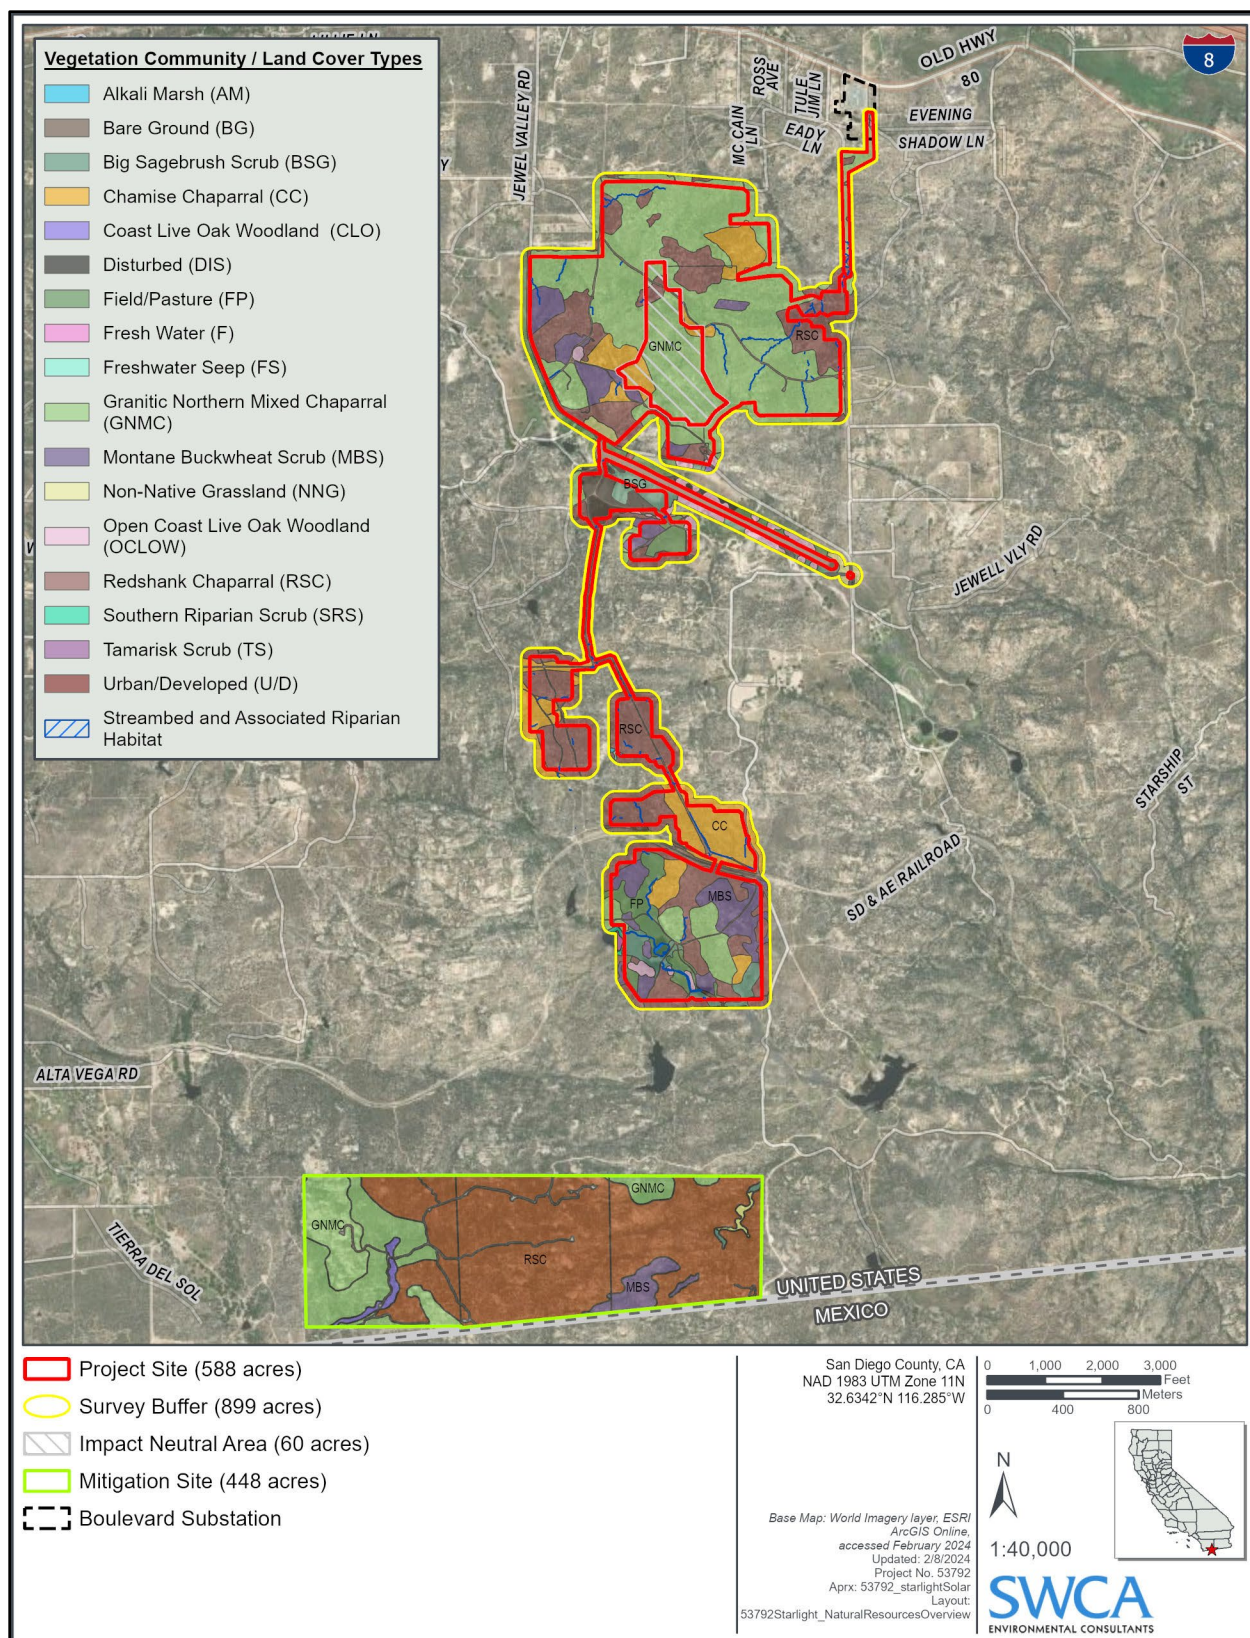 Vegetation Community / Land Cover Types
Alkali Marsh (AM)
Bare Ground (BG)
Big Sagebrush Scrub (BSG)
Chamise Chaparral (CC)
Coast Live Oak Woodland (CLO)
Disturbed (DIS)
Field/Pasture (FP)
Fresh Water (F)
Freshwater Seep (FS)
Granitic Northern Mixed Chaparral
(GNMC)
Montane Buckwheat Scrub (MBS)
Non-Native Grassland (NNG)
Open Coast Live Oak Woodland
(OCLOW)
Redshank Chaparral (RSC)
Southern Riparian Scrub (SRS)
Tamarisk Scrub (TS)
Urban/Developed (U/D)
Streambed and Associated Riparian
Habitat
JEWEL VALLEY RD
MC CAIN
LN
ROSS
AVE
TULE
JIM LN
EADY
LN
OLD HWY
80
8
EVENING
SHADOW LN
GNMC
RSC
BSG
JEWELL VLY RD
RSC
CC
STARSHIP
ST
SD & AE RAILROAD
FP
MBS
ALTA VEGA RD
TIERRA DEL SOL
GNMC
GNMC
RSC
MBS
UNITED STATES
MEXICO
Project Site (588 acres)
Survey Buffer (899 acres)
Impact Neutral Area (60 acres)
Mitigation Site (448 acres)
Boulevard Substation
San Diego County, CA
NAD 1983 UTM Zone 11N
32.6342°N 116.285°W
Base Map: World Imagery layer, ESRI
ArcGIS Online,
accessed February 2024
Updated: 2/8/2024
Project No. 53792
Aprx: 53792_starlightSolar
Layout:
53792Starlight_NaturalResourcesOverview
0 1,000 2,000 3,000
Feet
Meters
0 400 800
N
1:40,000
SWCA
ENVIRONMENTAL CONSULTANTS